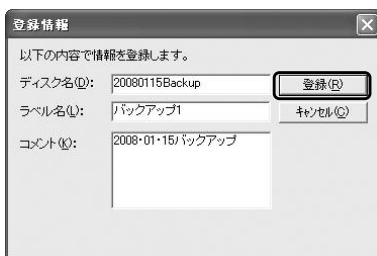 登録情報
以下の内容で情報を登録します。
ディスク名(D): 20080115Backup 登録(R)
ラベル名(L): バックアップ1 キャンセル(C)
コメント(K): 2008・01・15バックアップ